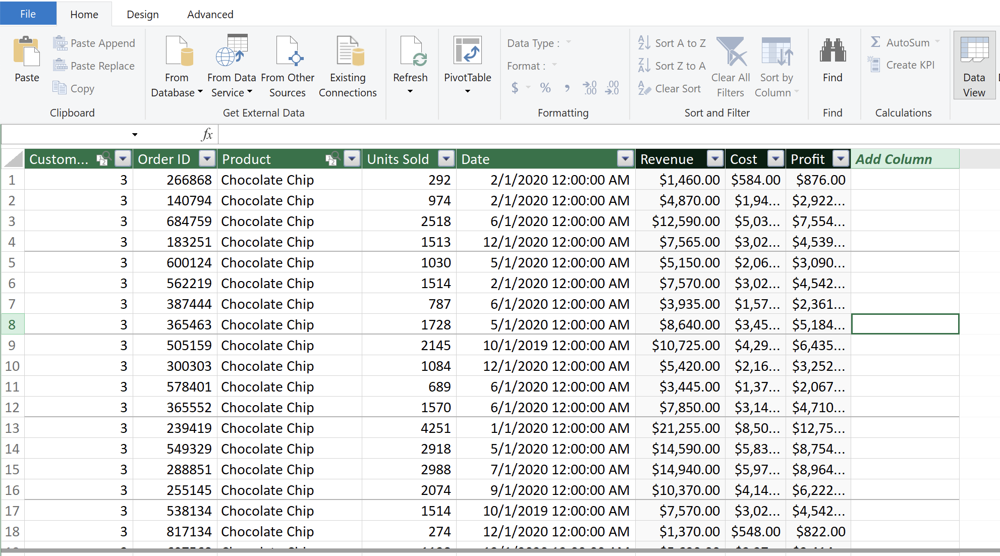 File Home Design Advanced
Paste
Paste Append
Paste Replace
Copy
Clipboard
From Database
From Data Service
From Other Sources
Existing Connections
Get External Data
Refresh
PivotTable
Data Type :
Format :
$ % , .0 .00 .00 .0
Formatting
Sort A to Z
Sort Z to A
Clear Sort
Clear All Filters
Sort by Column
Sort and Filter
Find
Find
AutoSum
Create KPI
Calculations
Data View
fx
Custom... Order ID Product Units Sold Date Revenue Cost Profit Add Column
1 3 266868 Chocolate Chip 292 2/1/2020 12:00:00 AM $1,460.00 $584.00 $876.00
2 3 140794 Chocolate Chip 974 2/1/2020 12:00:00 AM $4,870.00 $1,94... $2,922...
3 3 684759 Chocolate Chip 2518 6/1/2020 12:00:00 AM $12,590.00 $5,03... $7,554...
4 3 183251 Chocolate Chip 1513 12/1/2020 12:00:00 AM $7,565.00 $3,02... $4,539...
5 3 600124 Chocolate Chip 1030 5/1/2020 12:00:00 AM $5,150.00 $2,06... $3,090...
6 3 562219 Chocolate Chip 1514 2/1/2020 12:00:00 AM $7,570.00 $3,02... $4,542...
7 3 387444 Chocolate Chip 787 6/1/2020 12:00:00 AM $3,935.00 $1,57... $2,361...
8 3 365463 Chocolate Chip 1728 5/1/2020 12:00:00 AM $8,640.00 $3,45... $5,184...
9 3 505159 Chocolate Chip 2145 10/1/2019 12:00:00 AM $10,725.00 $4,29... $6,435...
10 3 300303 Chocolate Chip 1084 12/1/2020 12:00:00 AM $5,420.00 $2,16... $3,252...
11 3 578401 Chocolate Chip 689 6/1/2020 12:00:00 AM $3,445.00 $1,37... $2,067...
12 3 365552 Chocolate Chip 1570 6/1/2020 12:00:00 AM $7,850.00 $3,14... $4,710...
13 3 239419 Chocolate Chip 4251 1/1/2020 12:00:00 AM $21,255.00 $8,50... $12,75...
14 3 549329 Chocolate Chip 2918 5/1/2020 12:00:00 AM $14,590.00 $5,83... $8,754...
15 3 288851 Chocolate Chip 2988 7/1/2020 12:00:00 AM $14,940.00 $5,97... $8,964...
16 3 255145 Chocolate Chip 2074 9/1/2020 12:00:00 AM $10,370.00 $4,14... $6,222...
17 3 538134 Chocolate Chip 1514 10/1/2019 12:00:00 AM $7,570.00 $3,02... $4,542...
18 3 817134 Chocolate Chip 274 12/1/2020 12:00:00 AM $1,370.00 $548.00 $822.00